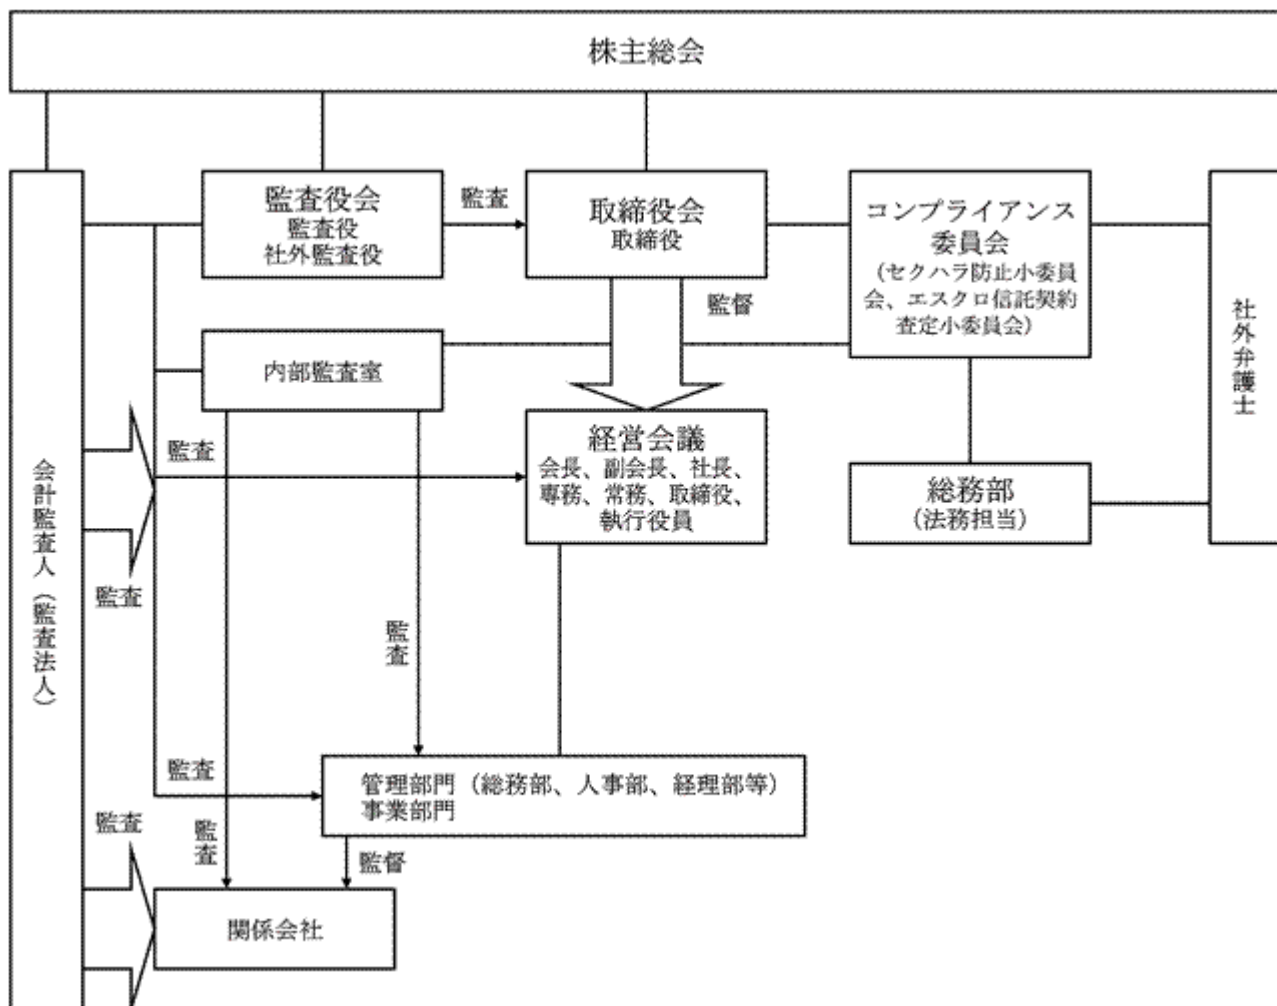 株主総会
監査役会
監査役
社外監査役
監査
取締役会
取締役
コンプライアンス
委員会
（セクハラ防止小委員
会、エスクロ信託契約
査定小委員会）
社外弁護士
監督
内部監査室
経営会議
会長、副会長、社長、
専務、常務、取締役、
執行役員
総務部
（法務担当）
会計監査人（監査法人）
監査
監査
監査
監査
管理部門（総務部、人事部、経理部等）
事業部門
監査
監査
監督
関係会社